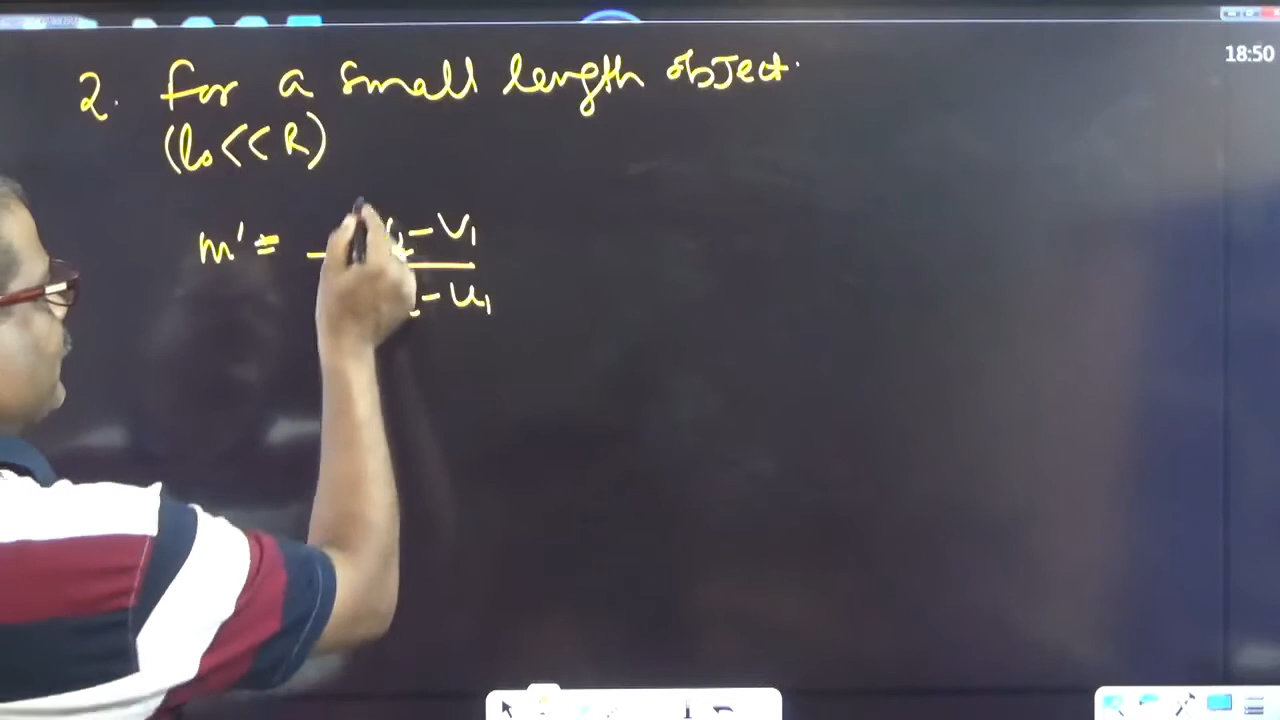 18:50
2. For a small length object.
(lo<<R)
m' = - -V₁
-u₁